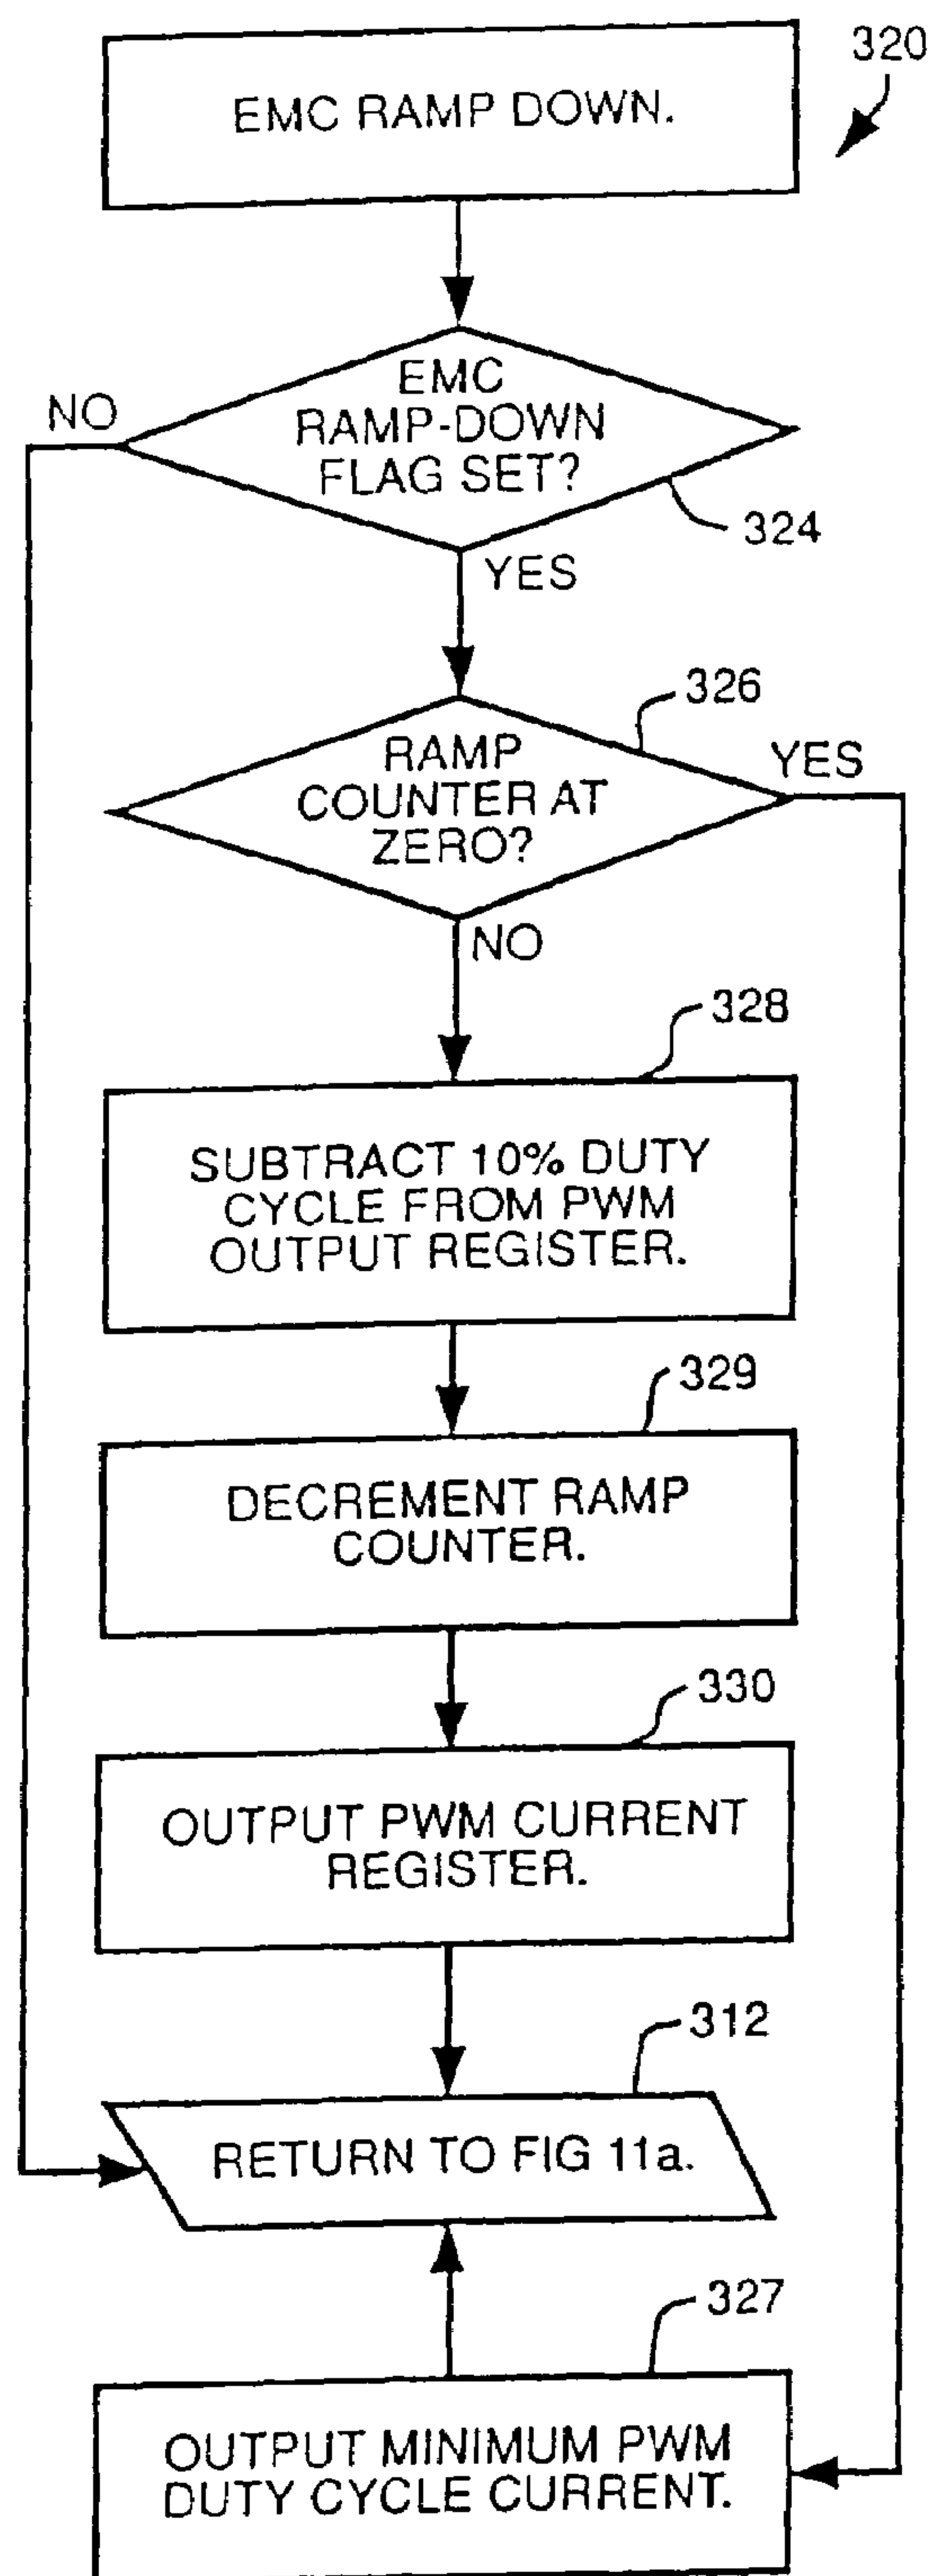 320
EMC RAMP DOWN.
EMC
RAMP-DOWN
FLAG SET?
NO
324
YES
326
RAMP
COUNTER AT
ZERO?
YES
NO
328
SUBTRACT 10% DUTY
CYCLE FROM PWM
OUTPUT REGISTER.
329
DECREMENT RAMP
COUNTER.
330
OUTPUT PWM CURRENT
REGISTER.
312
RETURN TO FIG 11a.
327
OUTPUT MINIMUM PWM
DUTY CYCLE CURRENT.